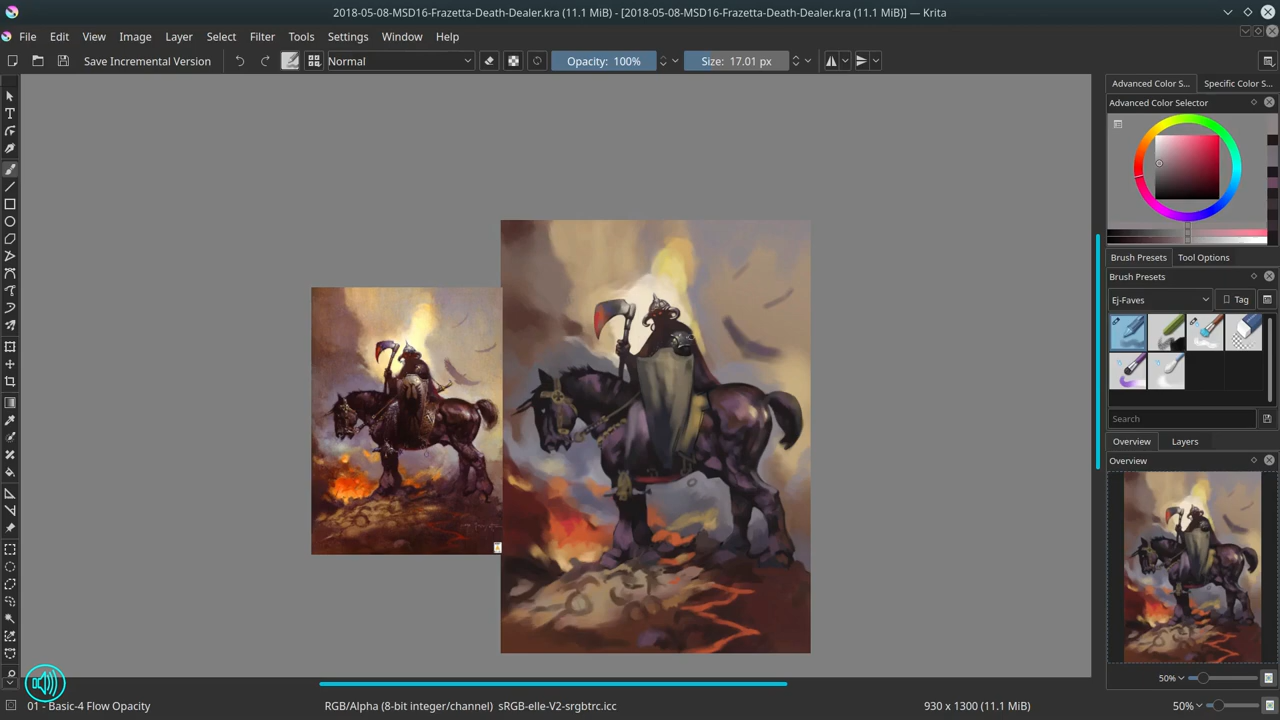 2018-05-08-MSD16-Frazetta-Death-Dealer.kra (11.1 MiB) - [2018-05-08-MSD16-Frazetta-Death-Dealer.kra (11.1 MiB)] — Krita
File Edit View Image Layer Select Filter Tools Settings Window Help
Save Incremental Version Normal Opacity: 100% Size: 17.01 px
Advanced Color S... Specific Color S...
Advanced Color Selector
Brush Presets Tool Options
Brush Presets
Ej-Faves Tag
Search
Overview Layers
Overview
50%
01 - Basic-4 Flow Opacity RGB/Alpha (8-bit integer/channel) sRGB-elle-V2-srgbtrc.icc 930 x 1300 (11.1 MiB) 50%